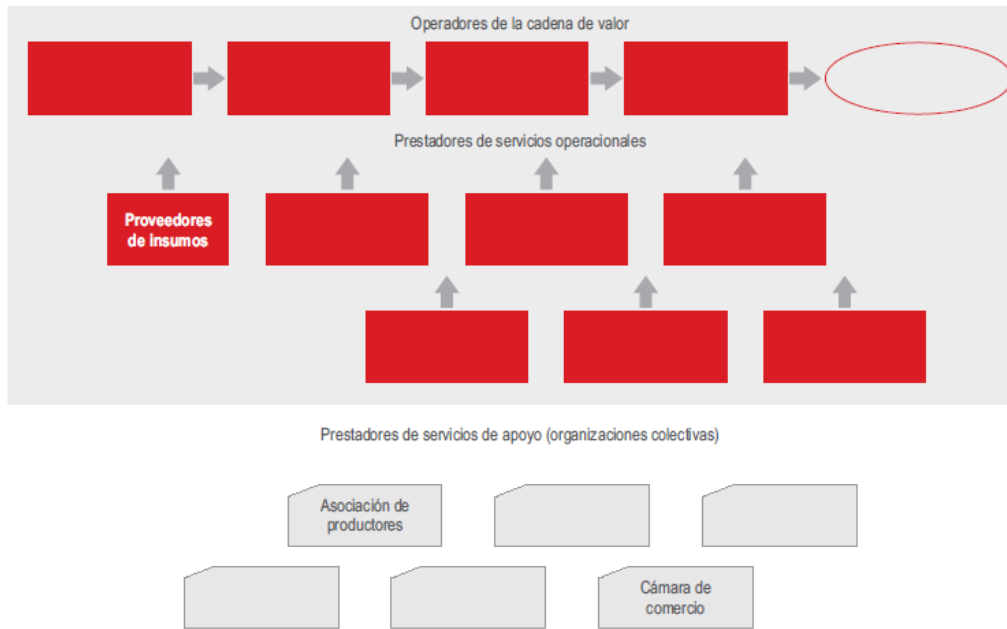 Operadores de la cadena de valor
Prestadores de servicios operacionales
Proveedores
de insumos
Prestadores de servicios de apoyo (organizaciones colectivas)
Asociación de
productores
Cámara de
comercio